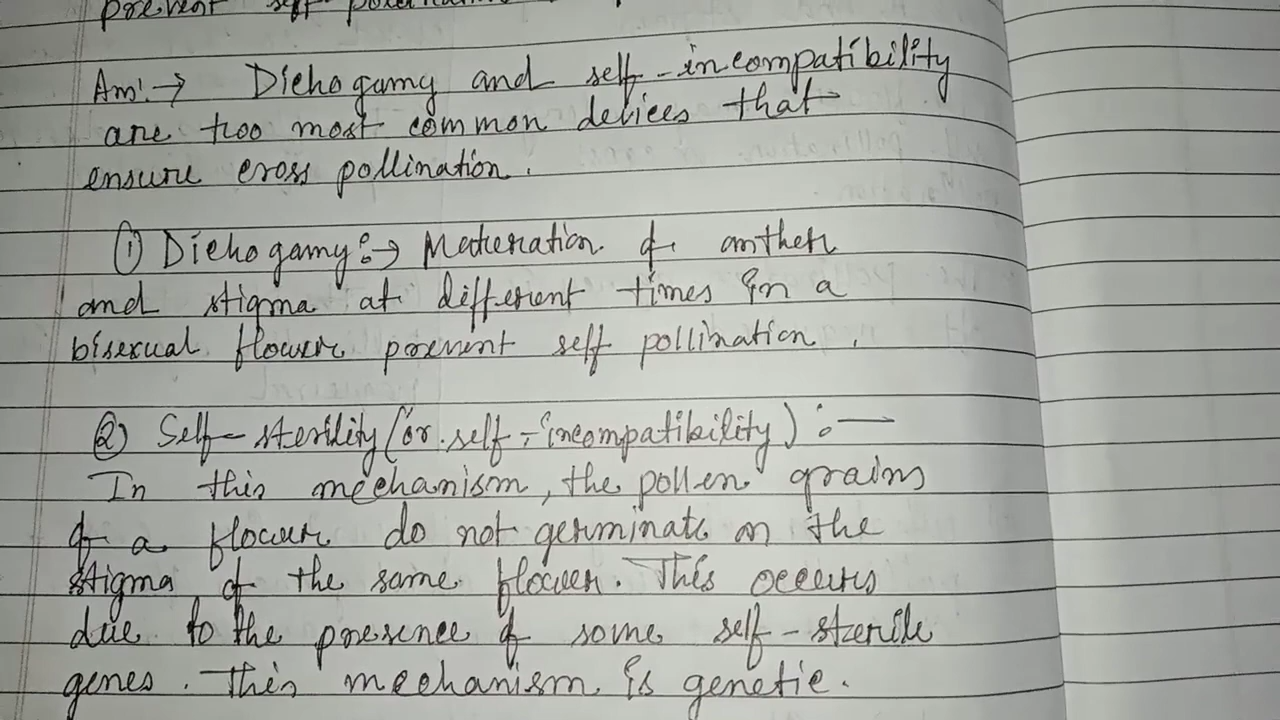 prevent self pollination
Ans: → Dichogamy and self-incompatibility
are two most common devices that
ensure cross pollination.
① Dichogamy:→ Maturation of anther
and stigma at different times in a
bisexual flower prevent self pollination.
② Self-sterility (or self-incompatibility) :—
In this mechanism, the pollen grains
of a flower do not germinate on the
stigma of the same flower. This occurs
due to the presence of some self-sterile
genes. This mechanism is genetic.